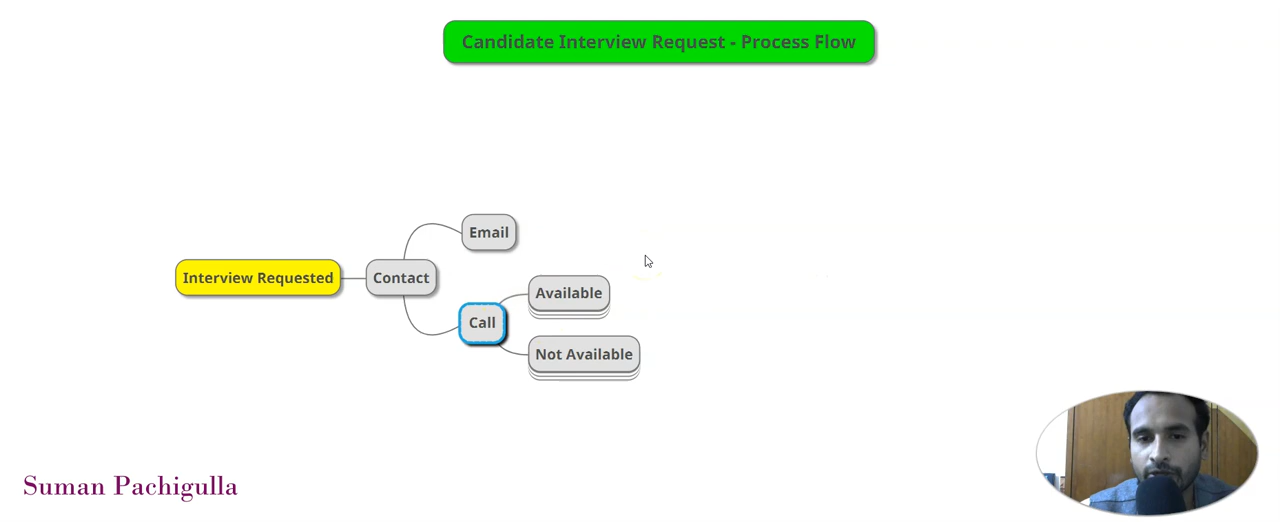 Candidate Interview Request - Process Flow
Email
Interview Requested
Contact
Available
Call
Not Available
Suman Pachigulla